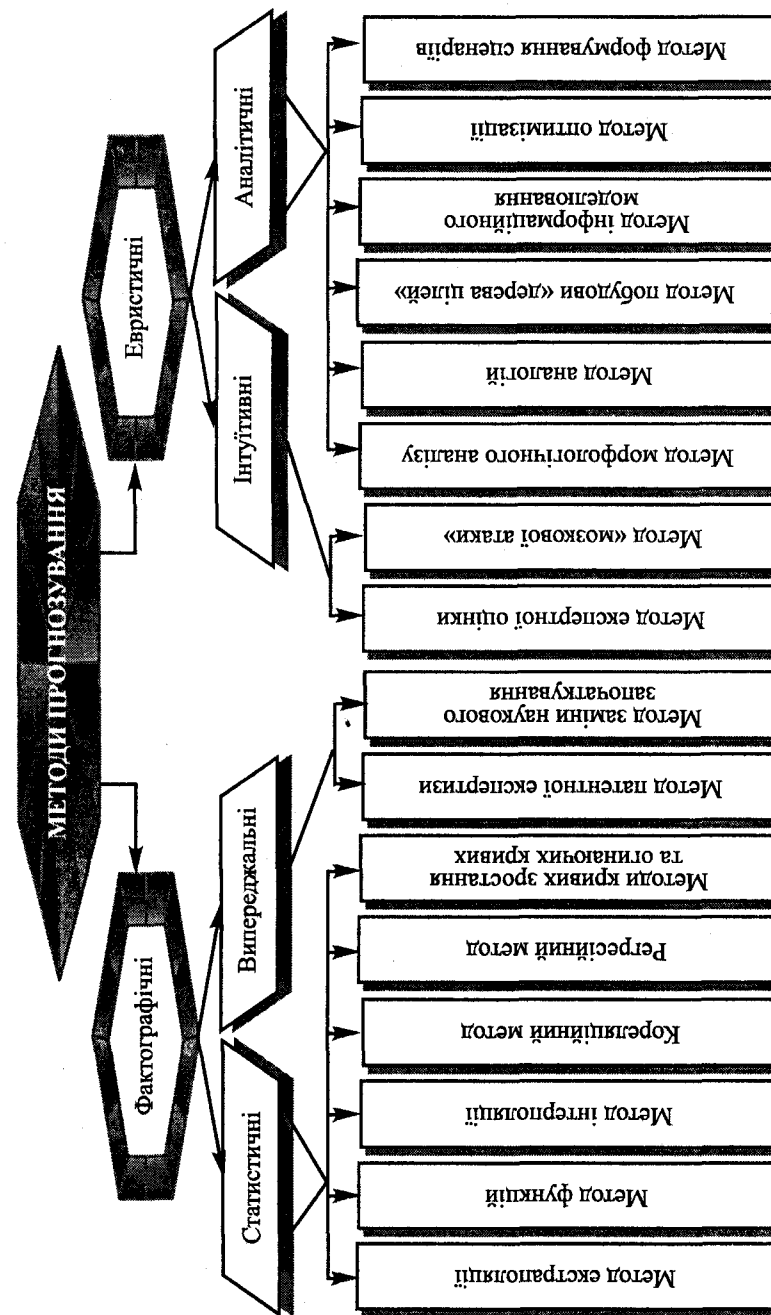 МЕТОДИ ПРОГНОЗУВАННЯ
Фактографічні
Евристичні
Статистичні
Випереджальні
Інтуїтивні
Аналітичні
Метод екстраполяції
Метод функцій
Метод інтерполяції
Кореляційний метод
Регресійний метод
Методи кривих зростання
та огинаючих кривих
Метод патентної експертизи
Метод заміни наукового
започаткування
Метод експертної оцінки
Метод «мозкової атаки»
Метод морфологічного аналізу
Метод аналогій
Метод побудови «дерева цілей»
Метод інформаційного
моделювання
Метод оптимізації
Метод формування сценаріїв